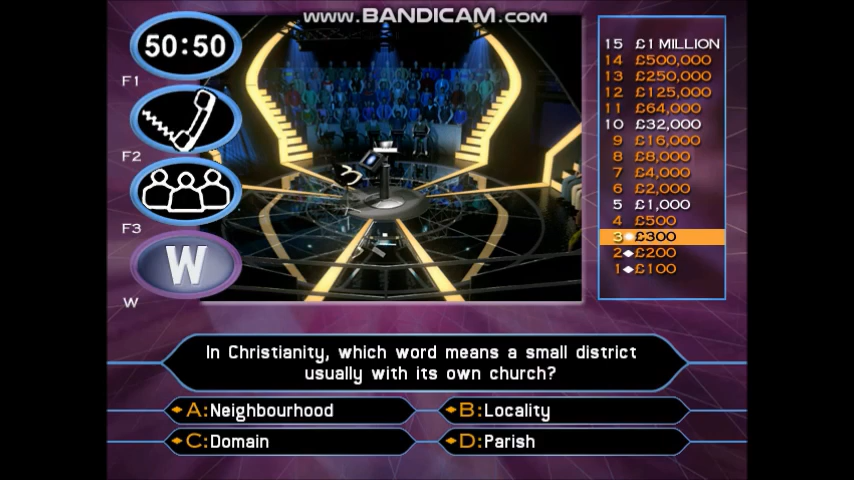 www.BANDICAM.com
50:50
F1
F2
F3
W
W
15 £1 MILLION
14 £500,000
13 £250,000
12 £125,000
11 £64,000
10 £32,000
9 £16,000
8 £8,000
7 £4,000
6 £2,000
5 £1,000
4 £500
3 £300
2 £200
1 £100
In Christianity, which word means a small district
usually with its own church?
A: Neighbourhood
B: Locality
C: Domain
D: Parish